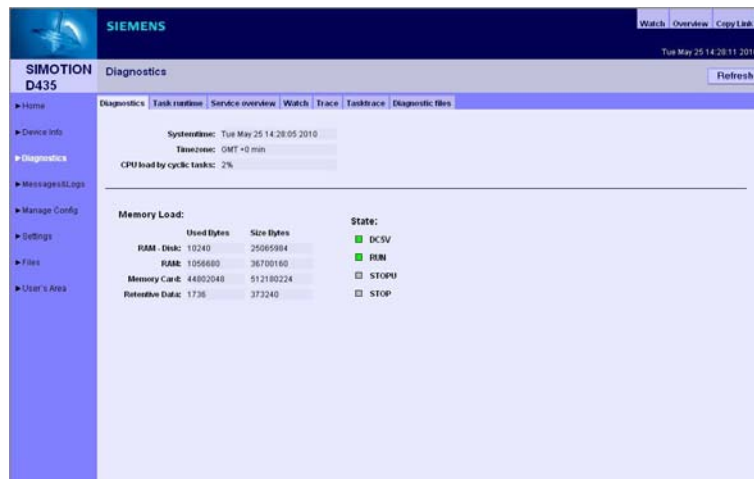 SIEMENS
Watch Overview Copy Link
Tue May 25 14:28:11 201
SIMOTION
D435
Diagnostics
Refresh
Home
Device Info
Diagnostics
Messages&Logs
Manage Config
Settings
Files
User's Area
Diagnostics Task runtime Service overview Watch Trace Tasktrace Diagnostic files
Systemtime: Tue May 25 14:28:05 2010
Timezone: GMT +0 min
CPU load by cyclic tasks: 2%
Memory Load:
Used Bytes Size Bytes
RAM - Disk: 10240 25065984
RAM: 1056680 36700160
Memory Card: 44802048 512180224
Retentive Data: 1736 373240
State:
DCSV
RUN
STOPU
STOP